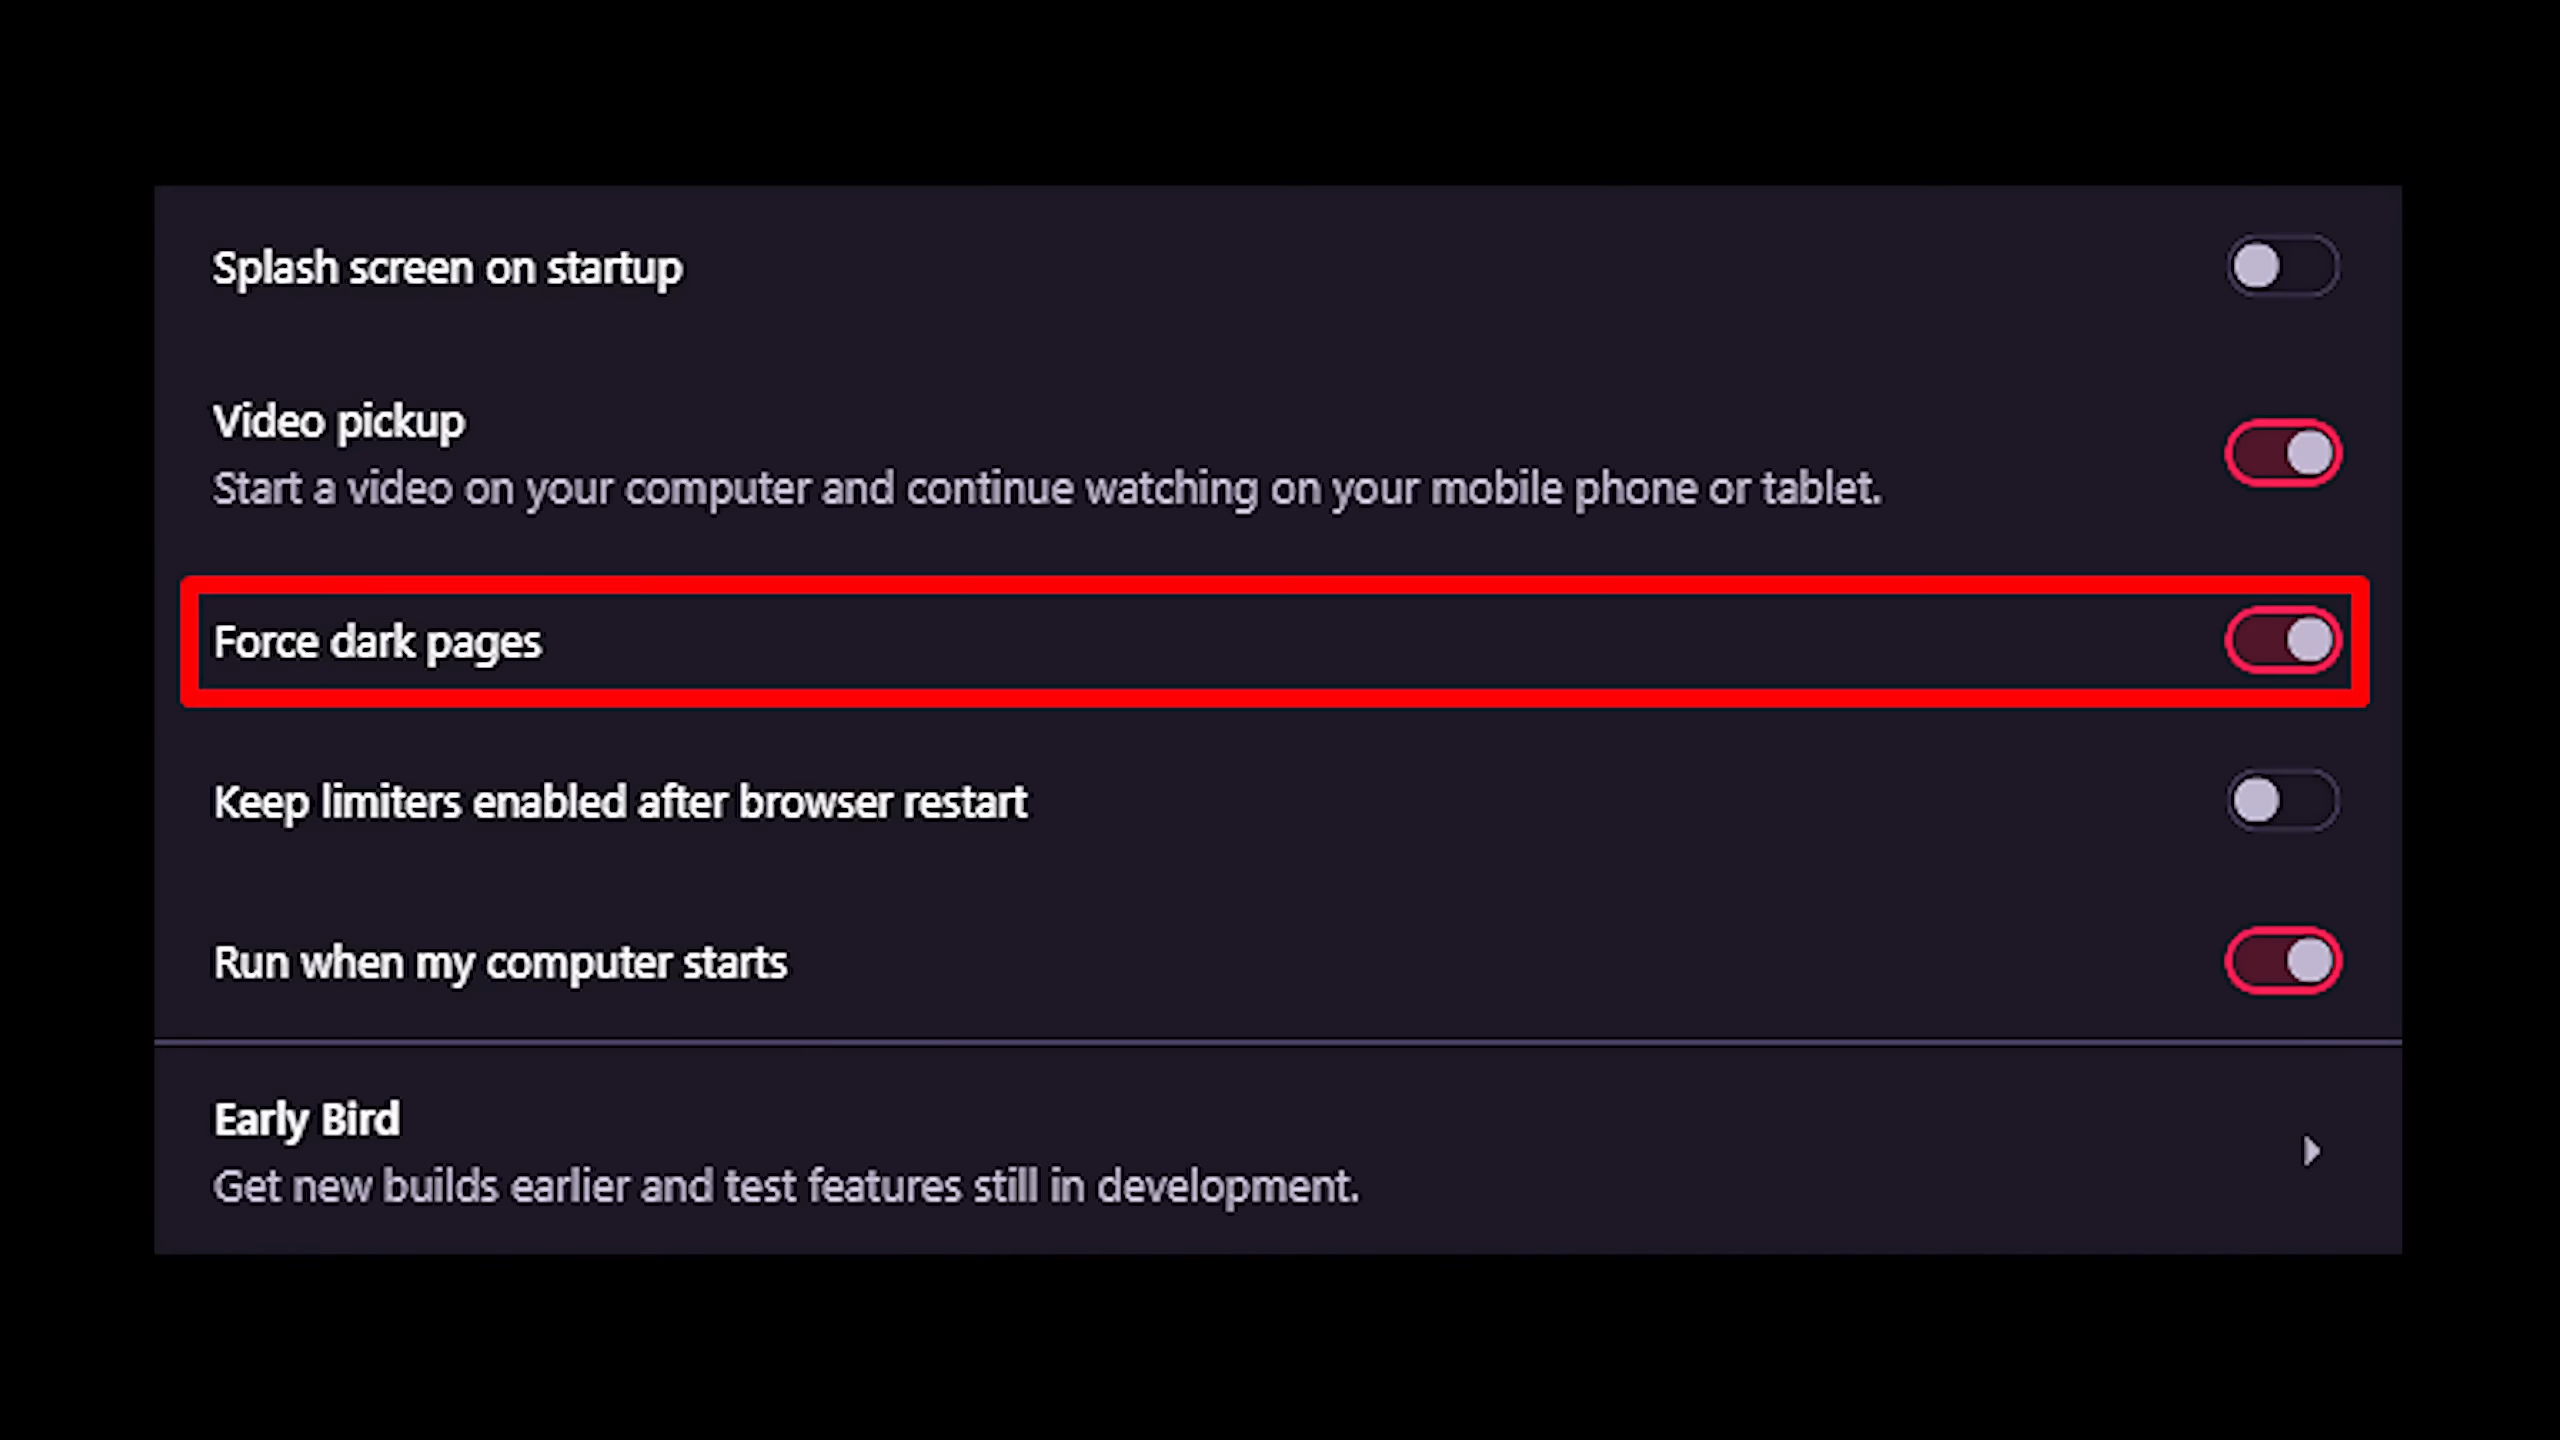 Splash screen on startup
Video pickup
Start a video on your computer and continue watching on your mobile phone or tablet.
Force dark pages
Keep limiters enabled after browser restart
Run when my computer starts
Early Bird
Get new builds earlier and test features still in development.